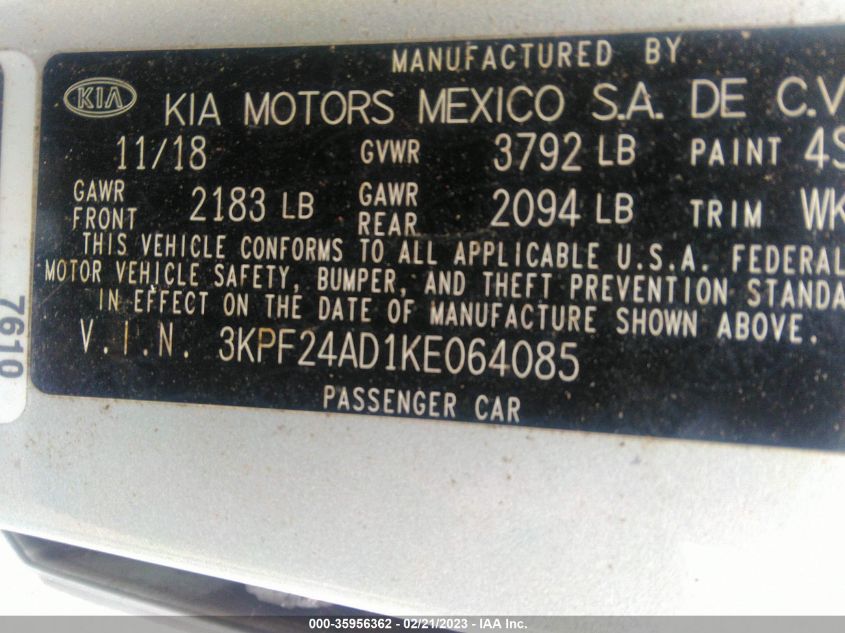 MANUFACTURED BY
KIA KIA MOTORS MEXICO S.A. DE C.V
11/18 GVWR 3792 LB PAINT 4S
GAWR FRONT 2183 LB GAWR REAR 2094 LB TRIM WK
THIS VEHICLE CONFORMS TO ALL APPLICABLE U.S.A. FEDERAL
MOTOR VEHICLE SAFETY, BUMPER, AND THEFT PREVENTION STANDA
IN EFFECT ON THE DATE OF MANUFACTURE SHOWN ABOVE.
V.I.N. 3KPF24AD1KE064085
PASSENGER CAR
7610
000-35956362 - 02/21/2023 - IAA Inc.